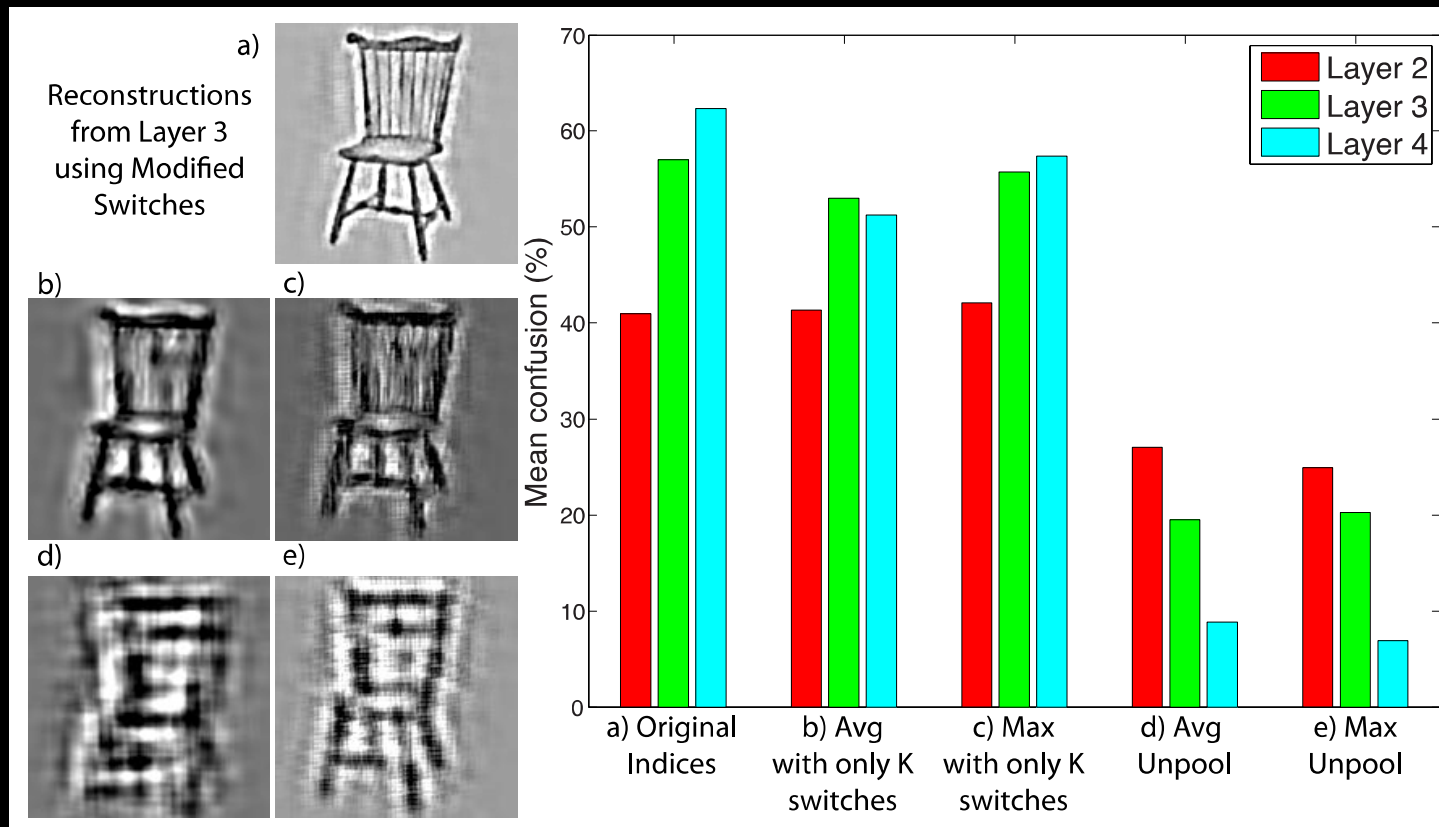 a)
Reconstructions
from Layer 3
using Modified
Switches
b)
c)
d)
e)
Mean confusion (%)
70
60
50
40
30
20
10
0
Layer 2
Layer 3
Layer 4
a) Original
Indices
b) Avg
with only K
switches
c) Max
with only K
switches
d) Avg
Unpool
e) Max
Unpool